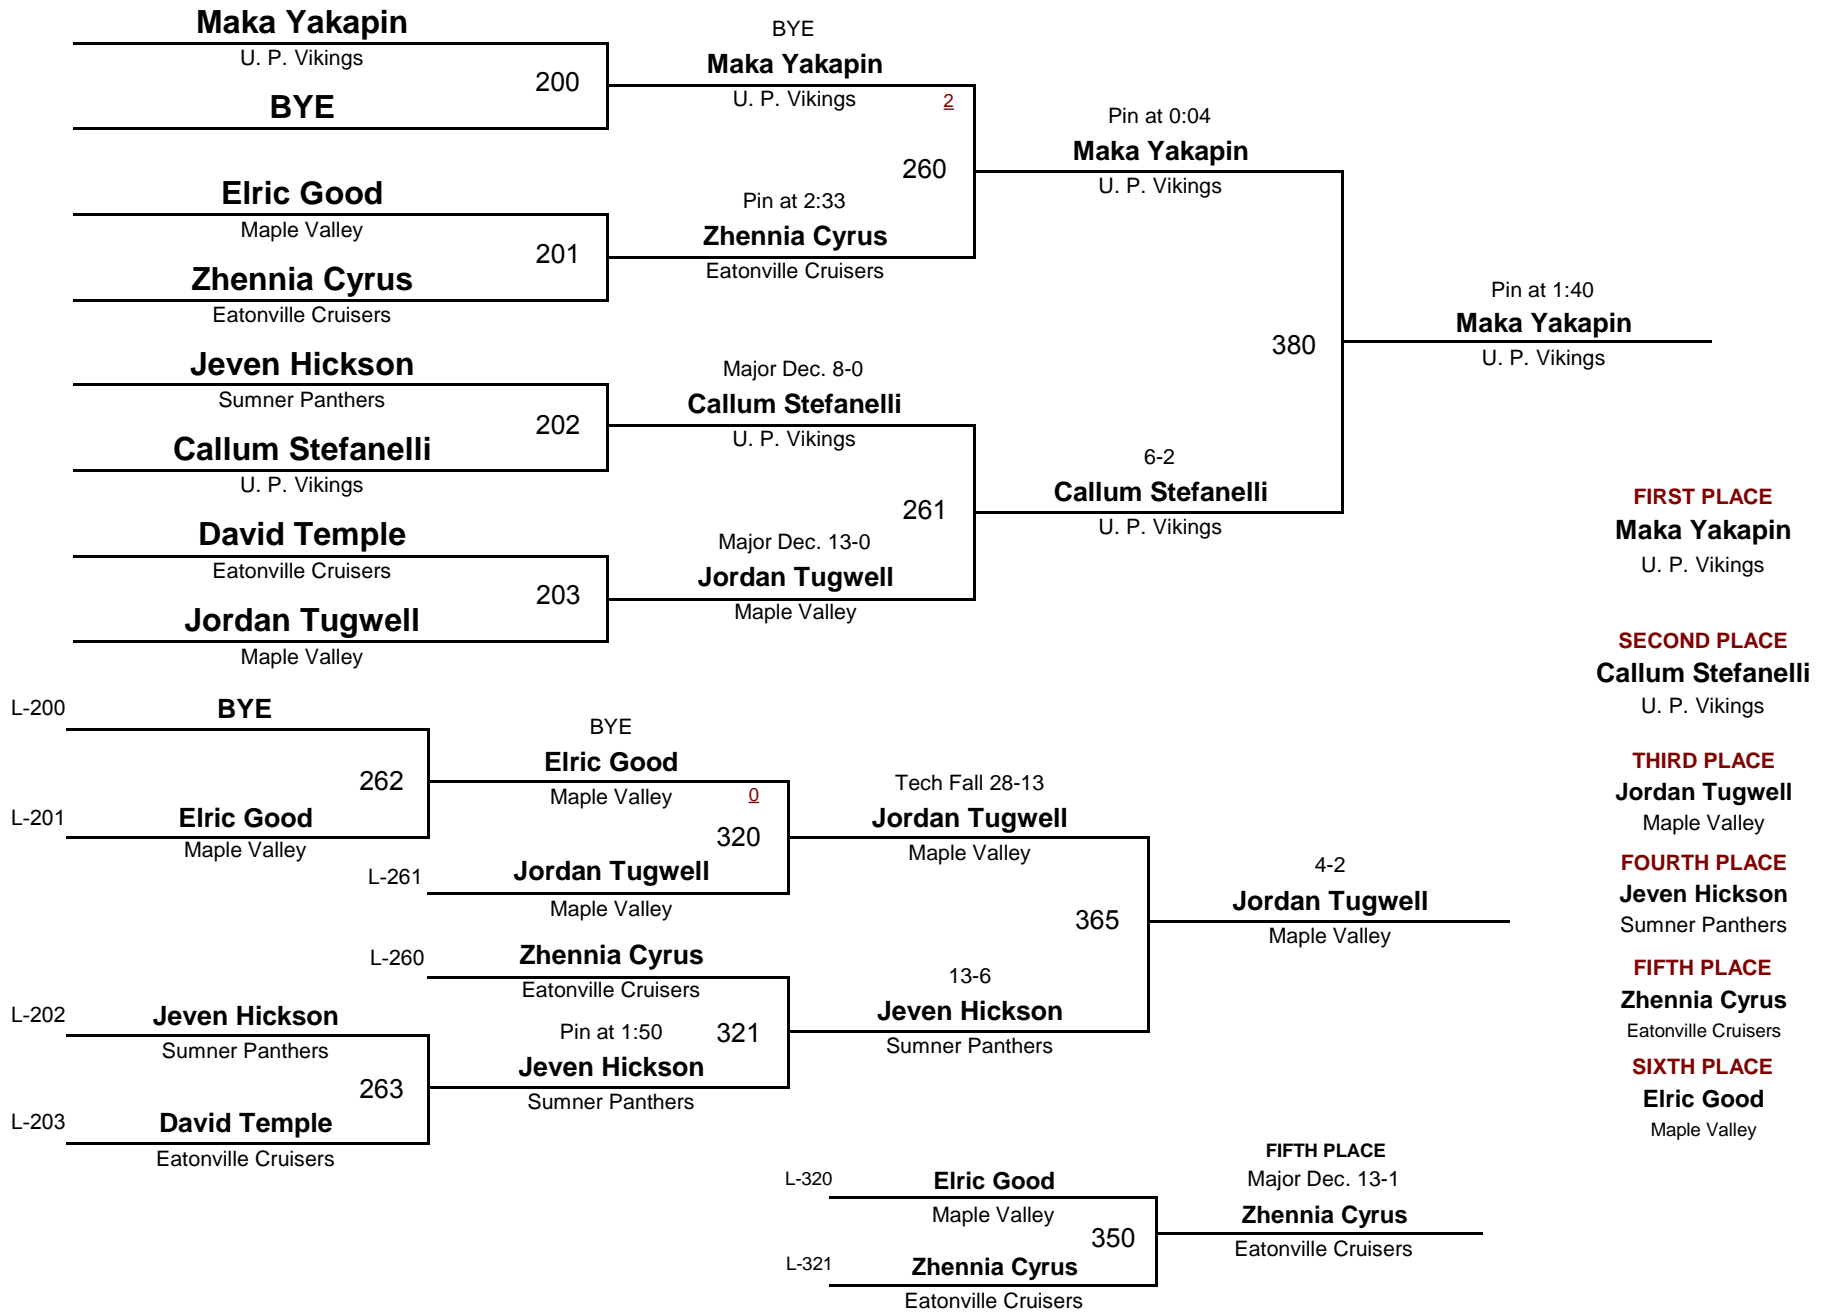 Maka Yakapin
U. P. Vikings
200
BYE
Elric Good
Maple Valley
201
Zhennia Cyrus
Eatonville Cruisers
Jeven Hickson
Sumner Panthers
202
Callum Stefanelli
U. P. Vikings
David Temple
Eatonville Cruisers
203
Jordan Tugwell
Maple Valley
BYE
Maka Yakapin
U. P. Vikings
2
260
Pin at 2:33
Zhennia Cyrus
Eatonville Cruisers
Major Dec. 8-0
Callum Stefanelli
U. P. Vikings
261
Major Dec. 13-0
Jordan Tugwell
Maple Valley
Pin at 0:04
Maka Yakapin
U. P. Vikings
380
6-2
Callum Stefanelli
U. P. Vikings
Pin at 1:40
Maka Yakapin
U. P. Vikings
L-200
BYE
262
L-201
Elric Good
Maple Valley
BYE
Elric Good
Maple Valley
0
320
L-261
Jordan Tugwell
Maple Valley
L-260
Zhennia Cyrus
Eatonville Cruisers
321
L-202
Jeven Hickson
Sumner Panthers
263
L-203
David Temple
Eatonville Cruisers
Pin at 1:50
Jeven Hickson
Sumner Panthers
Tech Fall 28-13
Jordan Tugwell
Maple Valley
365
13-6
Jeven Hickson
Sumner Panthers
4-2
Jordan Tugwell
Maple Valley
L-320
Elric Good
Maple Valley
350
L-321
Zhennia Cyrus
Eatonville Cruisers
FIFTH PLACE
Major Dec. 13-1
Zhennia Cyrus
Eatonville Cruisers
FIRST PLACE
Maka Yakapin
U. P. Vikings
SECOND PLACE
Callum Stefanelli
U. P. Vikings
THIRD PLACE
Jordan Tugwell
Maple Valley
FOURTH PLACE
Jeven Hickson
Sumner Panthers
FIFTH PLACE
Zhennia Cyrus
Eatonville Cruisers
SIXTH PLACE
Elric Good
Maple Valley